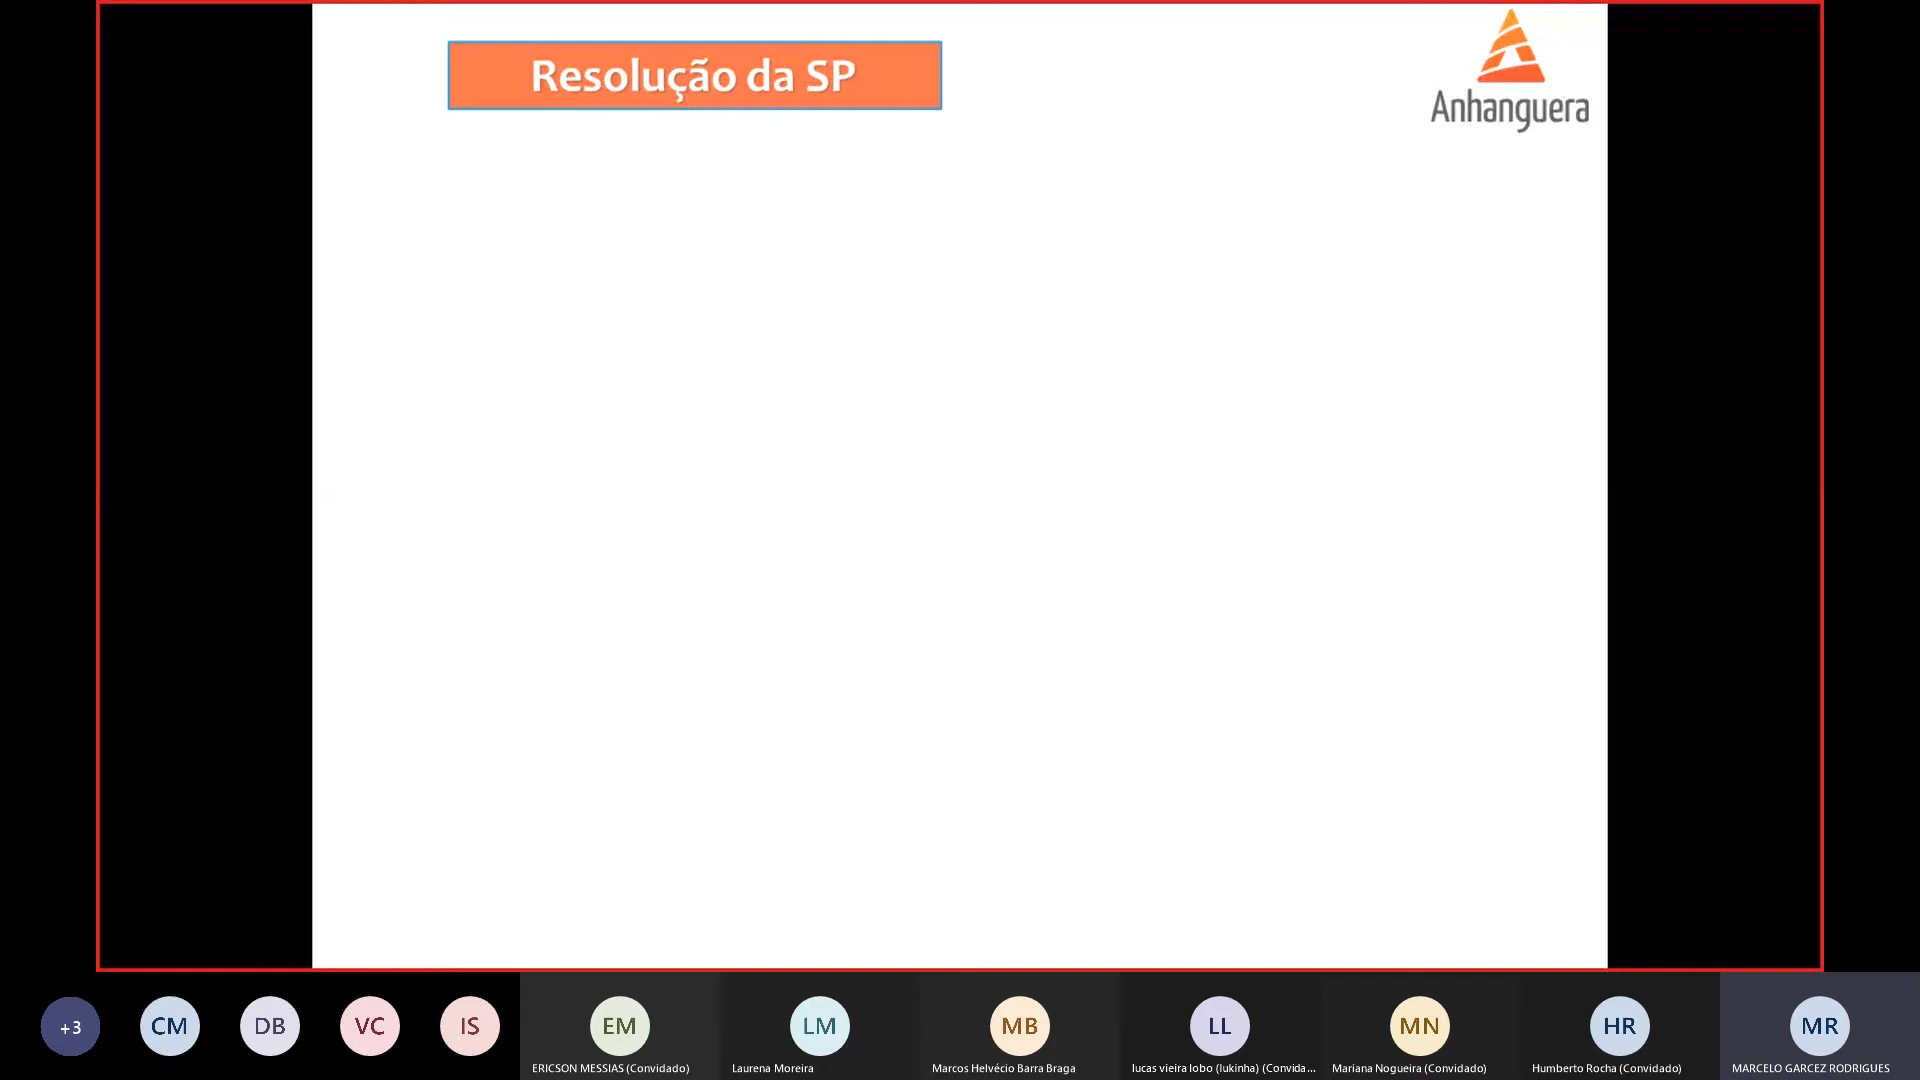 Resolução da SP
Anhanguera
+3
CM
DB
VC
IS
EM
LM
MB
LL
MN
HR
MR
ERICSON MESSIAS (Convidado)
Laurena Moreira
Marcos Helvécio Barra Braga
lucas vieira lobo (lukinha) (Convida...
Mariana Nogueira (Convidado)
Humberto Rocha (Convidado)
MARCELO GARCEZ RODRIGUES